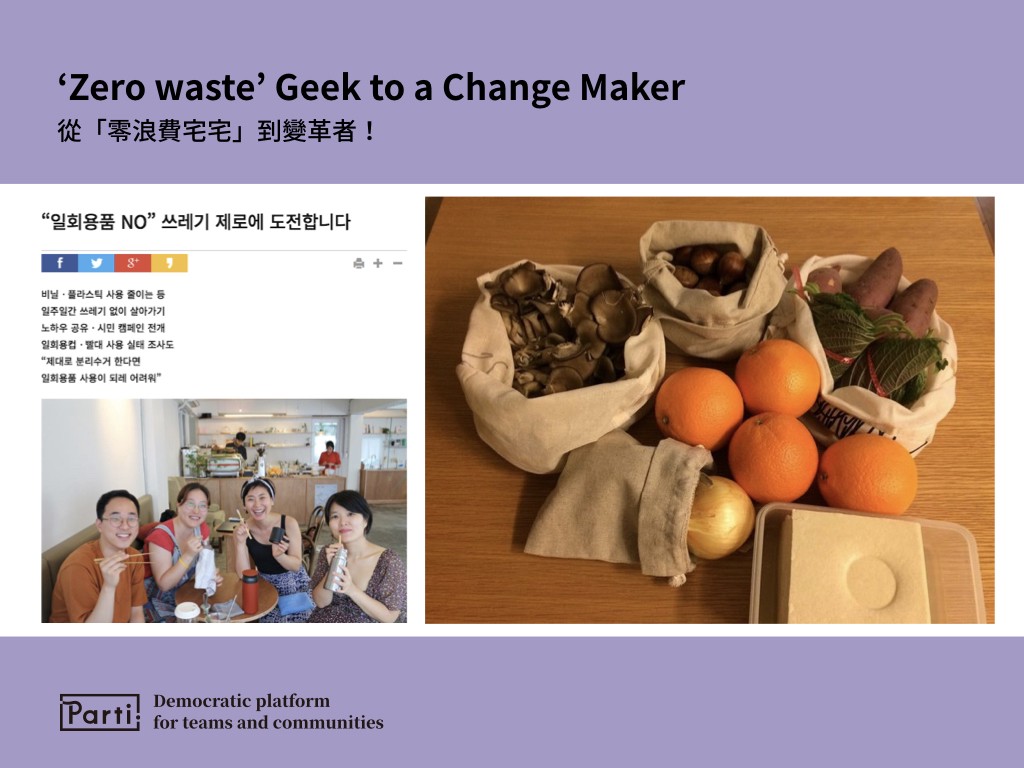 ‘Zero waste’ Geek to a Change Maker
從「零浪費宅宅」到變革者！
“일회용품 NO” 쓰레기 제로에 도전합니다
비닐·플라스틱 사용 줄이는 등
일주일간 쓰레기 없이 살아가기
노하우 공유·시민 캠페인 전개
일회용컵·빨대 사용 실태 조사도
“제대로 분리수거 한다면
일회용품 사용이 되레 어려워”
Parti
Democratic platform
for teams and communities